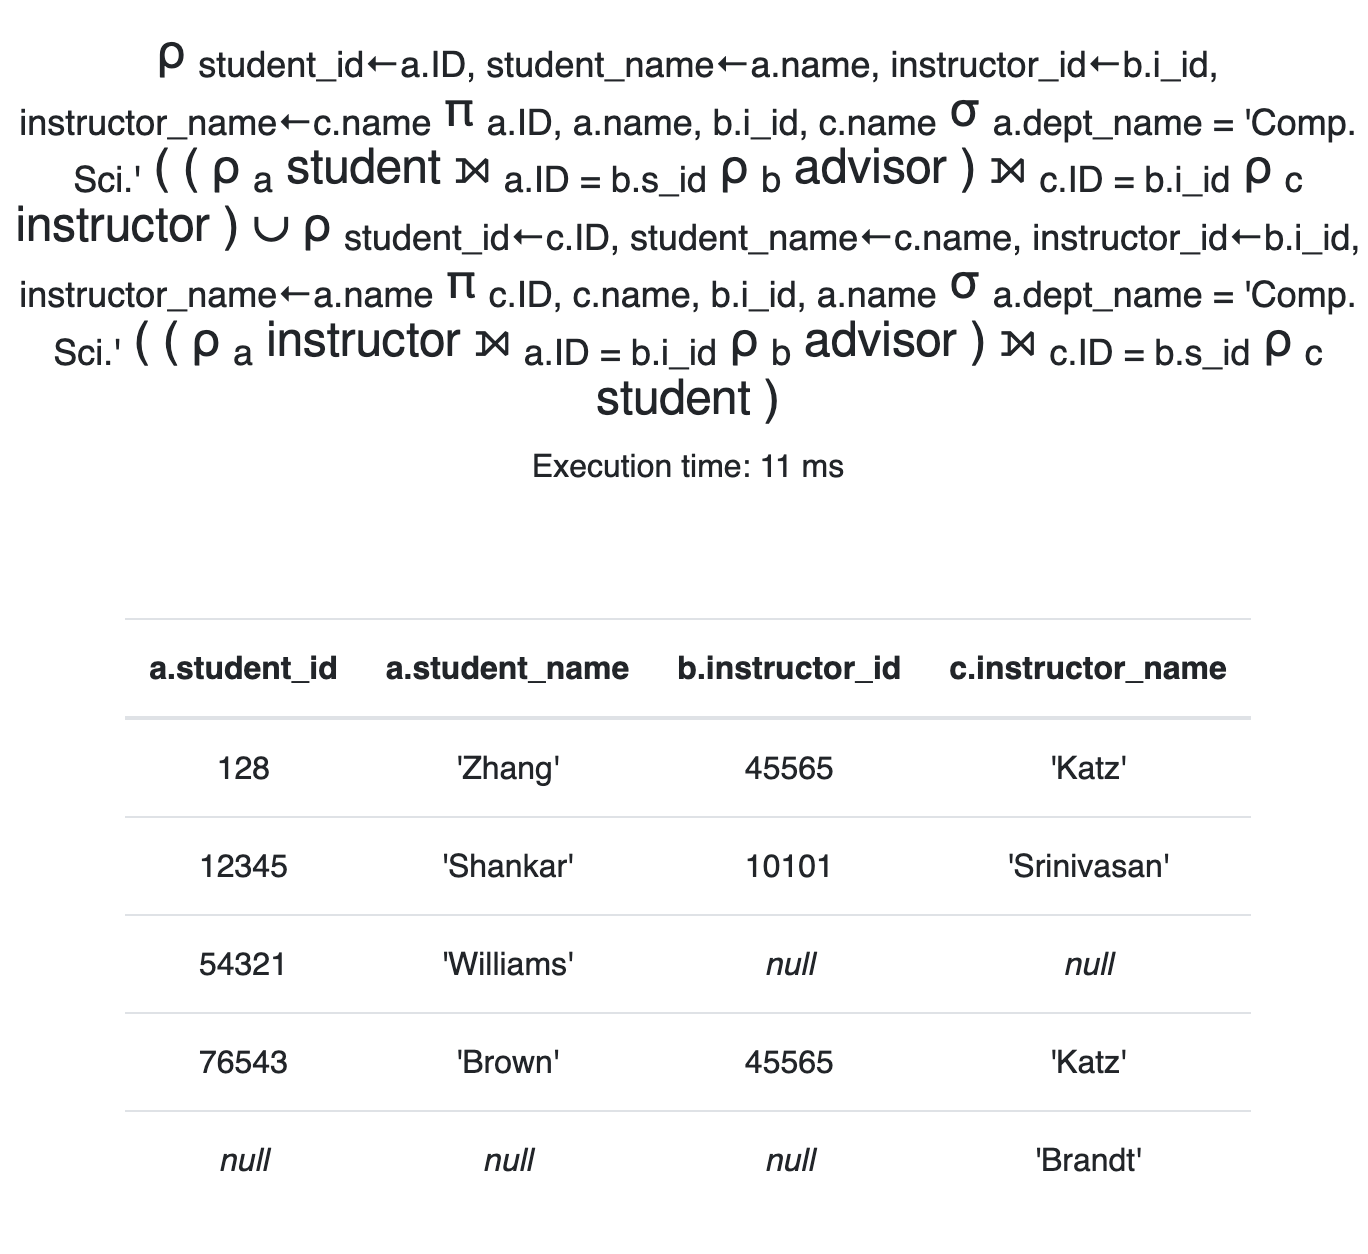 ρ student_id←a.ID, student_name←a.name, instructor_id←b.i_id,
instructor_name←c.name π a.ID, a.name, b.i_id, c.name σ a.dept_name = 'Comp.
Sci.' ( ( ρ a student ⟕ a.ID = b.s_id ρ b advisor ) ⟕ c.ID = b.i_id ρ c
instructor ) ∪ ρ student_id←c.ID, student_name←c.name, instructor_id←b.i_id,
instructor_name←a.name π c.ID, c.name, b.i_id, a.name σ a.dept_name = 'Comp.
Sci.' ( ( ρ a instructor ⟕ a.ID = b.i_id ρ b advisor ) ⟕ c.ID = b.s_id ρ c
student )
Execution time: 11 ms
a.student_id a.student_name b.instructor_id c.instructor_name
128 'Zhang' 45565 'Katz'
12345 'Shankar' 10101 'Srinivasan'
54321 'Williams' null null
76543 'Brown' 45565 'Katz'
null null null 'Brandt'